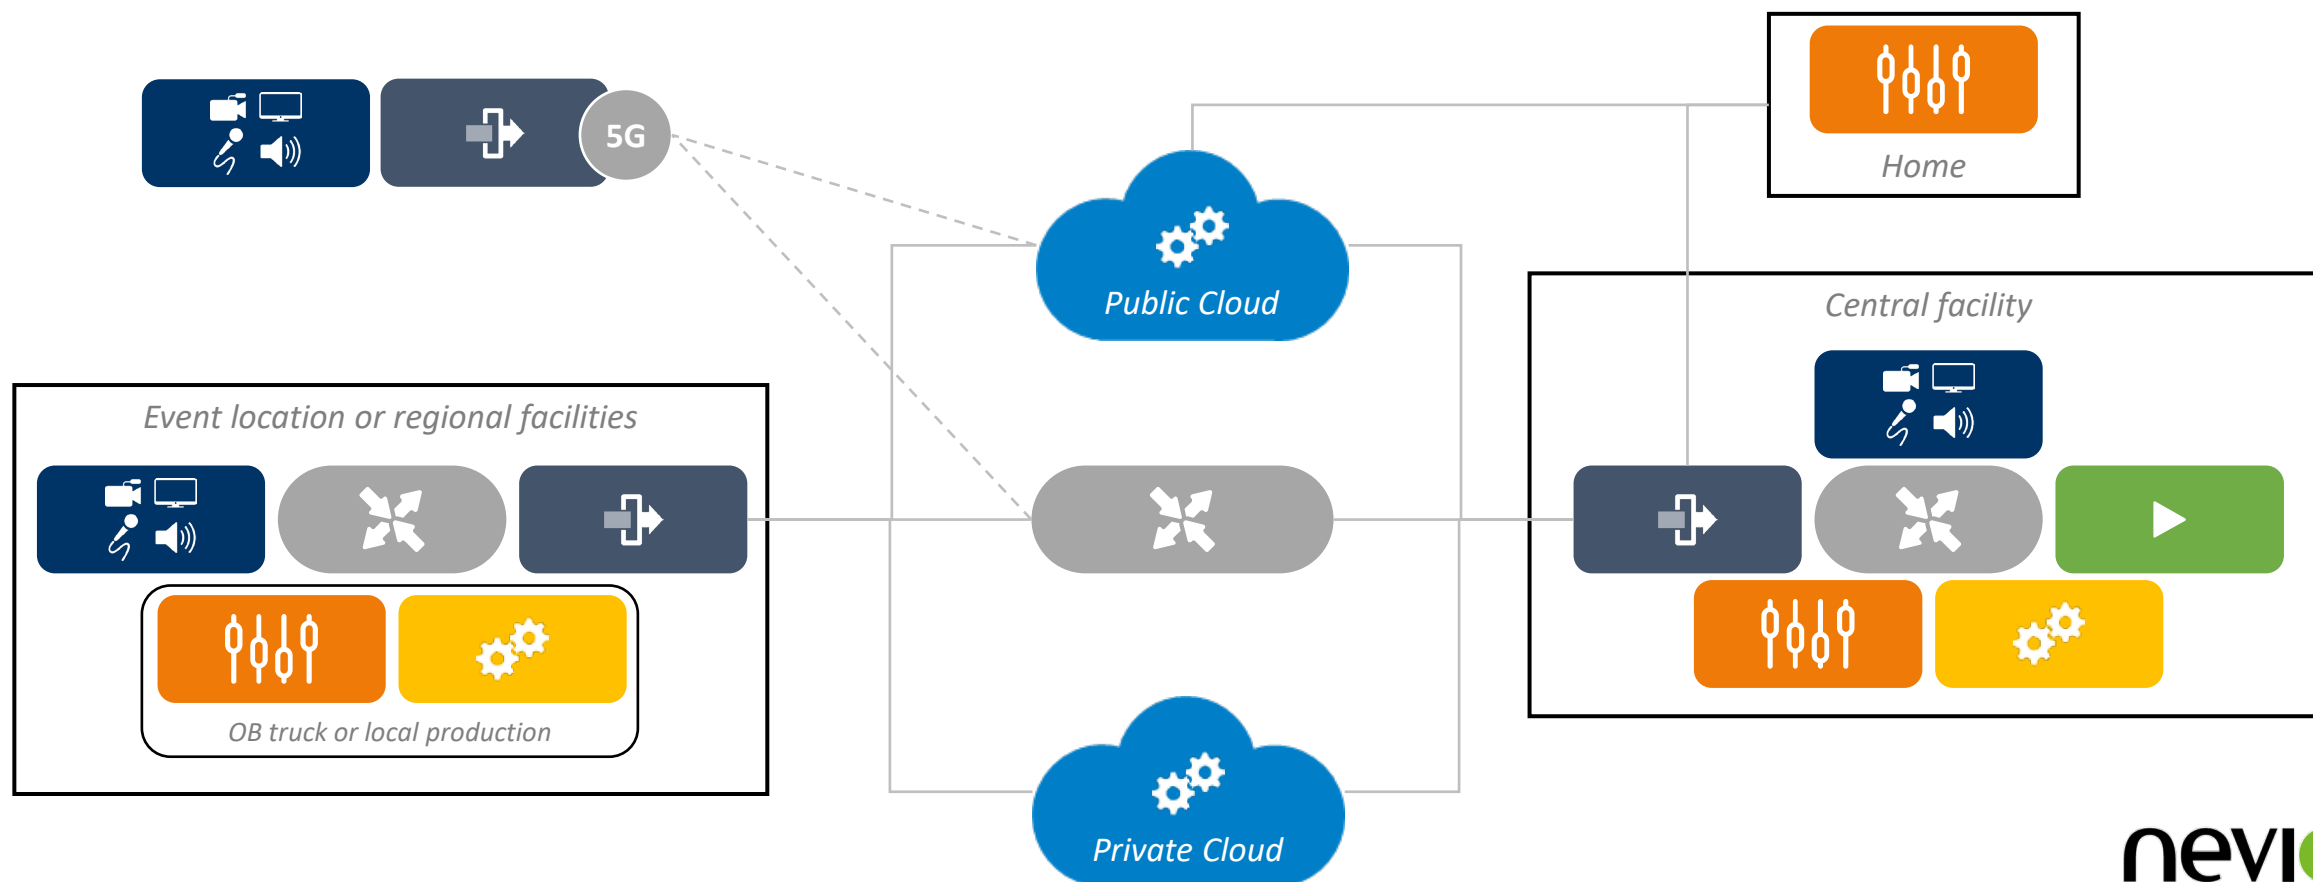 5G
Home
Public Cloud
Central facility
Event location or regional facilities
OB truck or local production
Private Cloud
nevi